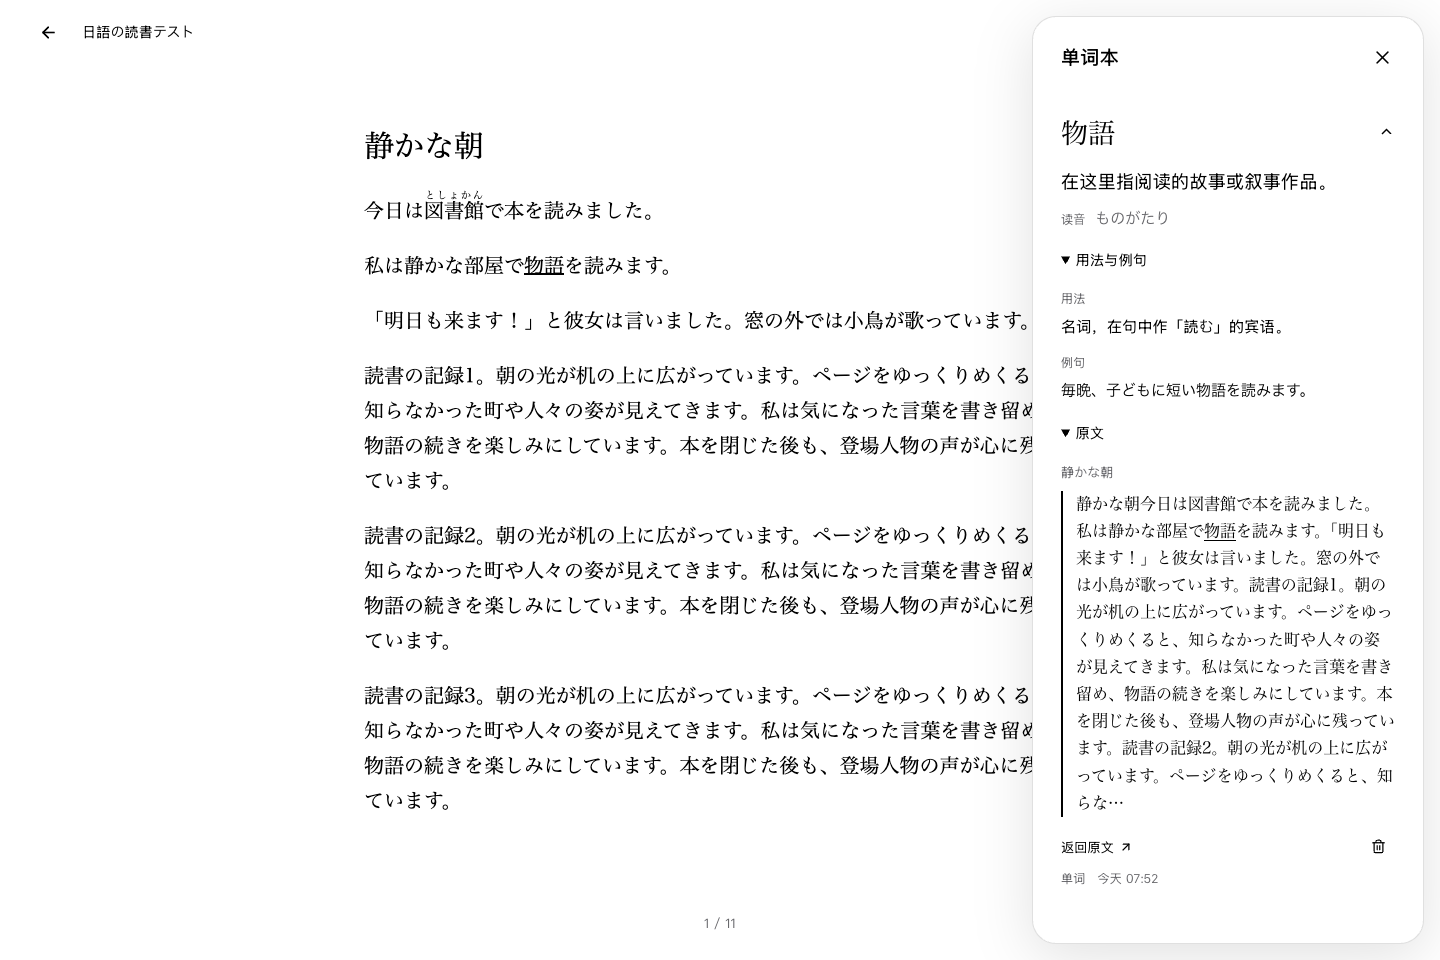 日語の読書テスト
静かな朝
としょかん
今日は図書館で本を読みました。
私は静かな部屋で物語を読みます。
「明日も来ます！」と彼女は言いました。窓の外では小鳥が歌っています。
読書の記録1。朝の光が机の上に広がっています。ページをゆっくりめくる
知らなかった町や人々の姿が見えてきます。私は気になった言葉を書き留め
物語の続きを楽しみにしています。本を閉じた後も、登場人物の声が心に残
ています。
読書の記録2。朝の光が机の上に広がっています。ページをゆっくりめくる
知らなかった町や人々の姿が見えてきます。私は気になった言葉を書き留め
物語の続きを楽しみにしています。本を閉じた後も、登場人物の声が心に残
ています。
読書の記録3。朝の光が机の上に広がっています。ページをゆっくりめくる
知らなかった町や人々の姿が見えてきます。私は気になった言葉を書き留め
物語の続きを楽しみにしています。本を閉じた後も、登場人物の声が心に残
ています。
1 / 11
单词本
物語
在这里指阅读的故事或叙事作品。
读音 ものがたり
▼ 用法与例句
用法
名词，在句中作「読む」的宾语。
例句
毎晩、子どもに短い物語を読みます。
▼ 原文
静かな朝
静かな朝今日は図書館で本を読みました。
私は静かな部屋で物語を読みます。「明日も
来ます！」と彼女は言いました。窓の外で
は小鳥が歌っています。読書の記録1。朝の
光が机の上に広がっています。ページをゆっ
くりめくると、知らなかった町や人々の姿
が見えてきます。私は気になった言葉を書き
留め、物語の続きを楽しみにしています。本
を閉じた後も、登場人物の声が心に残ってい
ます。読書の記録2。朝の光が机の上に広が
っています。ページをゆっくりめくると、知
らな…
返回原文
单词 今天 07:52